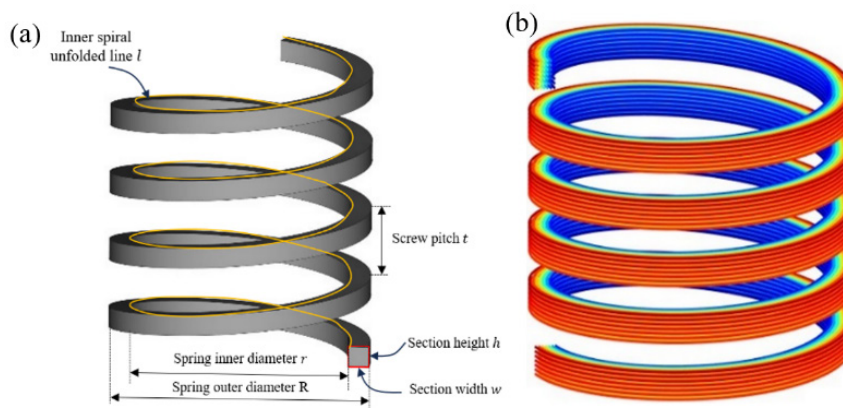 (a)
Inner spiral
unfolded line l
Screw pitch t
Section height h
Spring inner diameter r
Section width w
Spring outer diameter R
(b)